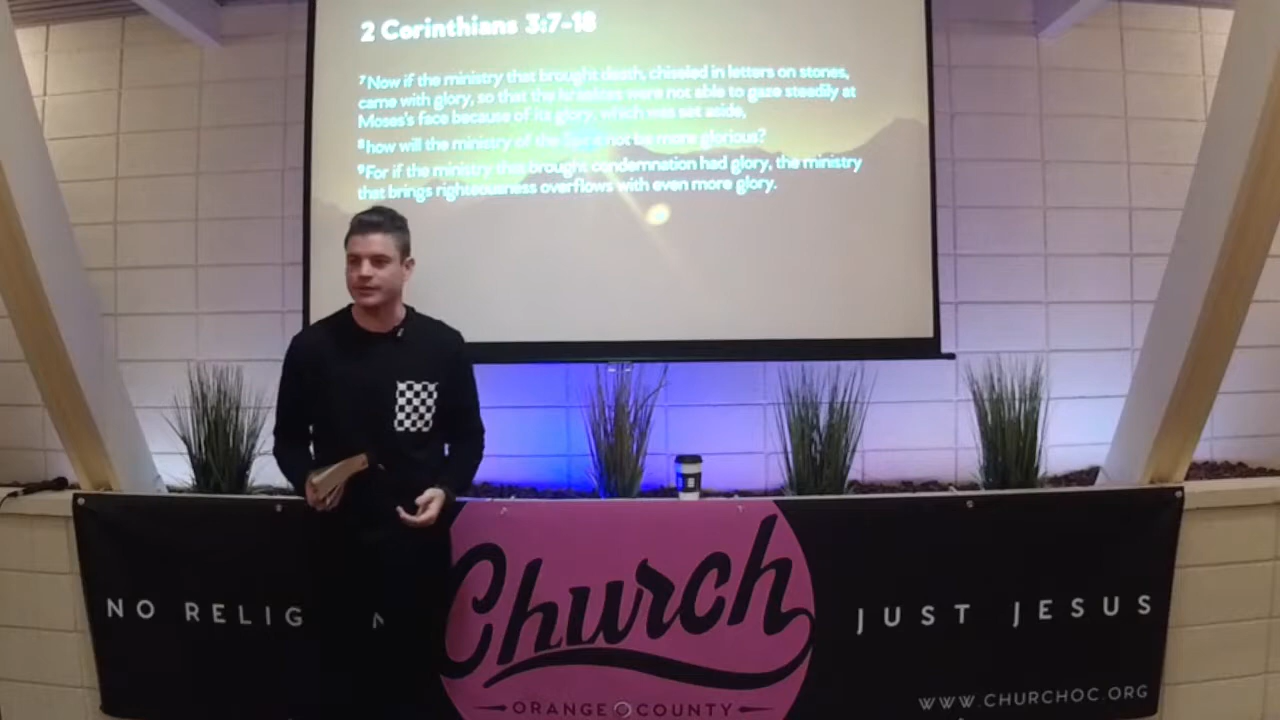 2 Corinthians 3:7-18
7 Now if the ministry that brought death, chiseled in letters on stones,
came with glory, so that the Israelites were not able to gaze steadily at
Moses's face because of its glory, which was set aside,
8 how will the ministry of the not be more glorious?
9 For if the ministry that brought condemnation had glory, the ministry
that brings righteousness overflows with even more glory.
NO RELIG N
Church
ORANGE COUNTY
JUST JESUS
WWW.CHURCHOC.ORG